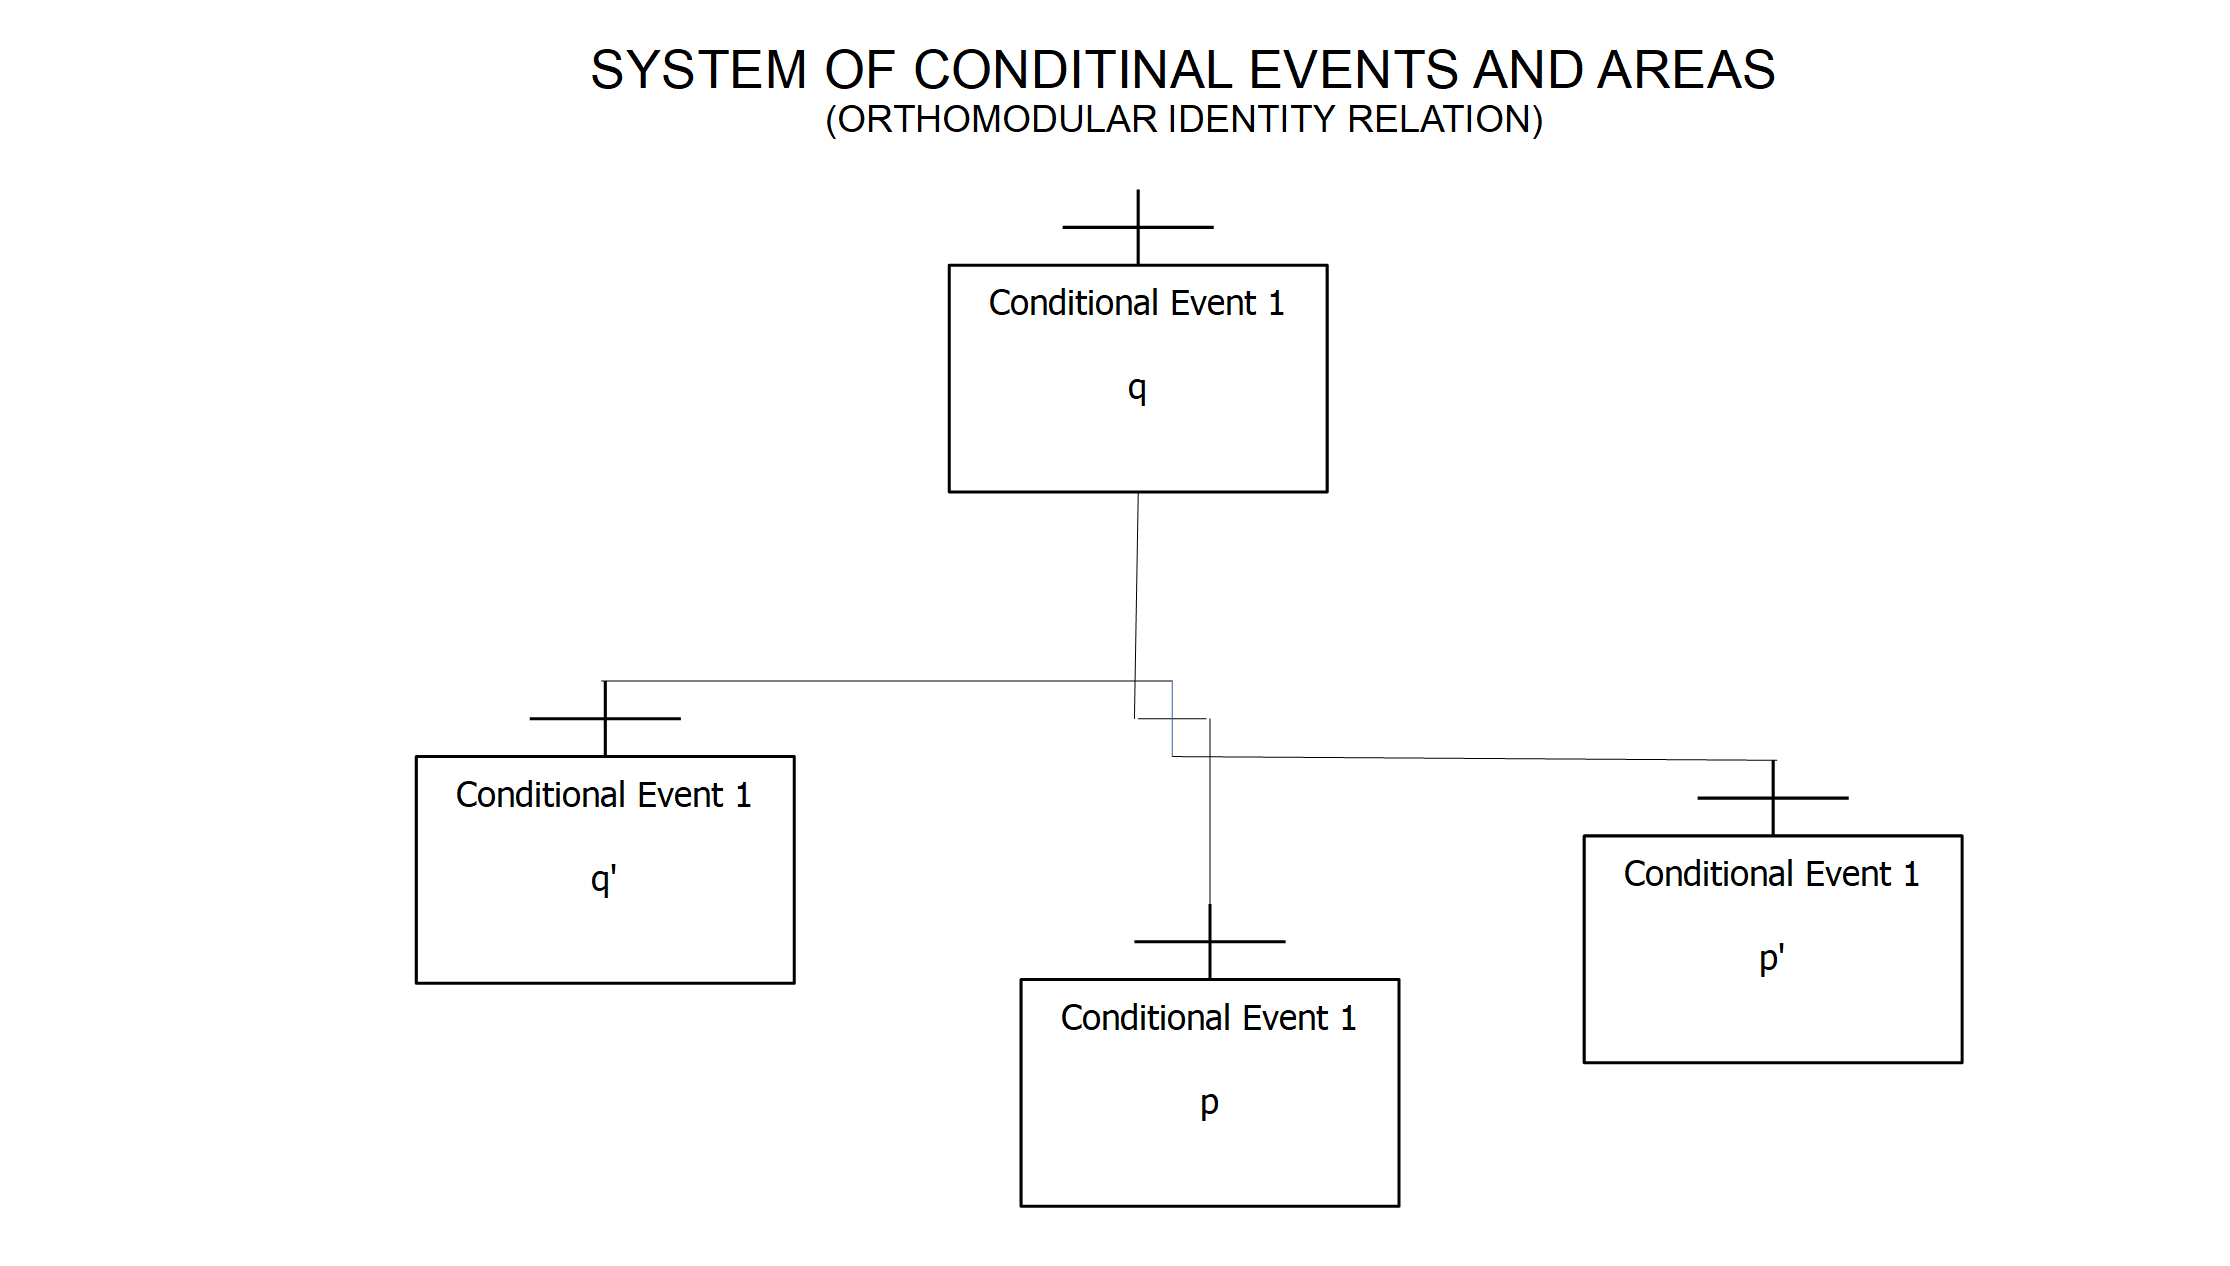 SYSTEM OF CONDITINAL EVENTS AND AREAS
(ORTHOMODULAR IDENTITY RELATION)
Conditional Event 1
q
Conditional Event 1
q'
Conditional Event 1
p
Conditional Event 1
p'